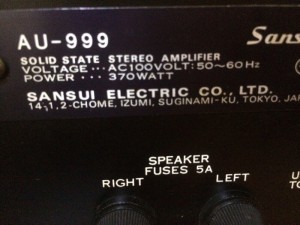 AU-999 Sans
SOLID STATE STEREO AMPLIFIER
VOLTAGE ··· AC100VOLT: 50～60Hz
POWER ··· 370WATT
SANSUI ELECTRIC CO., LTD.
14-1, 2-CHOME, IZUMI, SUGINAMI-KU, TOKYO, JA
SPEAKER
FUSES 5A
RIGHT LEFT
U
TO